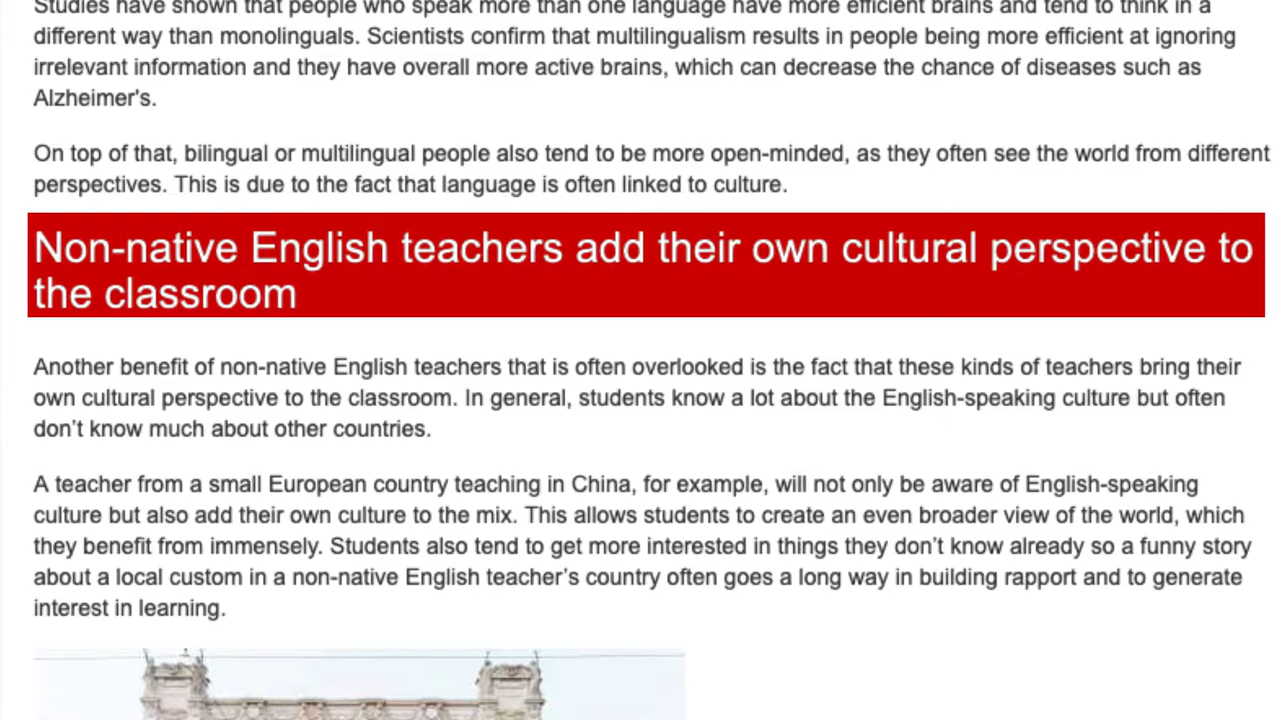 Studies have shown that people who speak more than one language have more efficient brains and tend to think in a
different way than monolinguals. Scientists confirm that multilingualism results in people being more efficient at ignoring
irrelevant information and they have overall more active brains, which can decrease the chance of diseases such as
Alzheimer's.
On top of that, bilingual or multilingual people also tend to be more open-minded, as they often see the world from different
perspectives. This is due to the fact that language is often linked to culture.
Non-native English teachers add their own cultural perspective to
the classroom
Another benefit of non-native English teachers that is often overlooked is the fact that these kinds of teachers bring their
own cultural perspective to the classroom. In general, students know a lot about the English-speaking culture but often
don’t know much about other countries.
A teacher from a small European country teaching in China, for example, will not only be aware of English-speaking
culture but also add their own culture to the mix. This allows students to create an even broader view of the world, which
they benefit from immensely. Students also tend to get more interested in things they don’t know already so a funny story
about a local custom in a non-native English teacher’s country often goes a long way in building rapport and to generate
interest in learning.